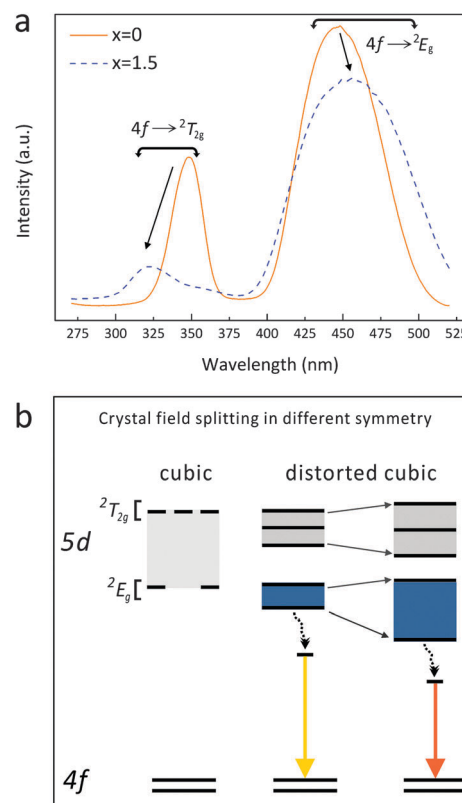 a
x=0
x=1.5
4f→²E_g
4f→²T_2g
Intensity (a.u.)
275 300 325 350 375 400 425 450 475 500 525
Wavelength (nm)
b
Crystal field splitting in different symmetry
cubic distorted cubic
²T_2g
5d
²E_g
4f